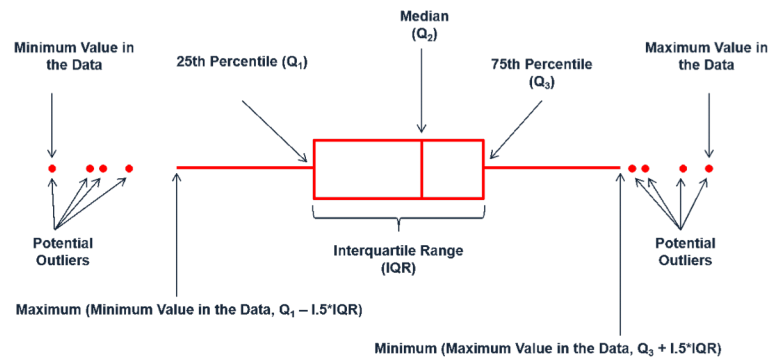 Median
(Q2)
Minimum Value in
the Data
Maximum Value in
the Data
25th Percentile (Q1)
75th Percentile
(Q3)
Potential
Outliers
Interquartile Range
(IQR)
Potential
Outliers
Maximum (Minimum Value in the Data, Q1 – I.5*IQR)
Minimum (Maximum Value in the Data, Q3 + I.5*IQR)